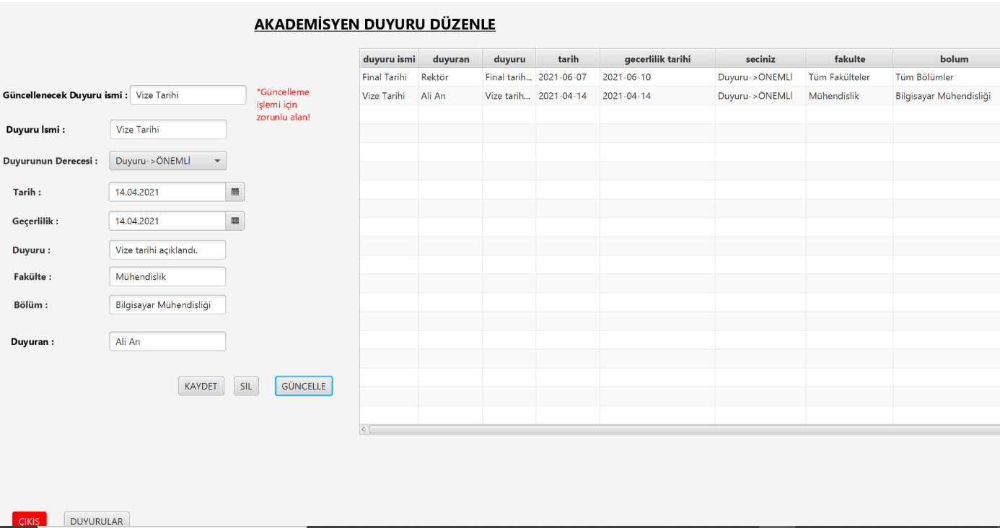 AKADEMİSYEN DUYURU DÜZENLE
Güncellenecek Duyuru ismi : Vize Tarihi
*Güncelleme
işlemi için
zorunlu alan!
Duyuru İsmi : Vize Tarihi
Duyurunun Derecesi : Duyuru->ÖNEMLİ
Tarih : 14.04.2021
Geçerlilik : 14.04.2021
Duyuru : Vize tarihi açıklandı.
Fakülte : Mühendislik
Bölüm : Bilgisayar Mühendisliği
Duyuran : Ali Arı
KAYDET SİL GÜNCELLE
duyuru ismi duyuran duyuru tarih gecerlilik tarihi seciniz fakulte bolum
Final Tarihi Rektör Final tarih... 2021-06-07 2021-06-10 Duyuru->ÖNEMLİ Tüm Fakülteler Tüm Bölümler
Vize Tarihi Ali Arı Vize tarih... 2021-04-14 2021-04-14 Duyuru->ÖNEMLİ Mühendislik Bilgisayar Mühendisliği
ÇIKIŞ DUYURULAR